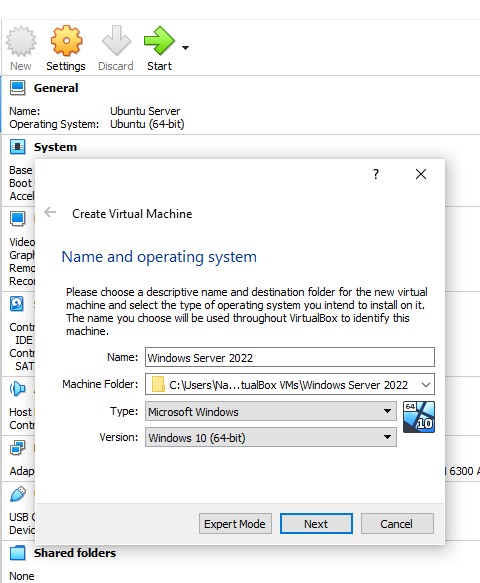 New Settings Discard Start
General
Name: Ubuntu Server
Operating System: Ubuntu (64-bit)
System
Base
Boot
Accel
?
Create Virtual Machine
Name and operating system
Please choose a descriptive name and destination folder for the new virtual
machine and select the type of operating system you intend to install on it.
The name you choose will be used throughout VirtualBox to identify this
machine.
Name: Windows Server 2022
Machine Folder: C:\Users\Na...tualBox VMs\Windows Server 2022
Type: Microsoft Windows
Version: Windows 10 (64-bit)
64
10
Expert Mode Next Cancel
Video
Graph
Remo
Recor
Contr
IDE
Contr
SAT
Host
Contr
Adap
6300 A
USB C
Devic
Shared folders
None